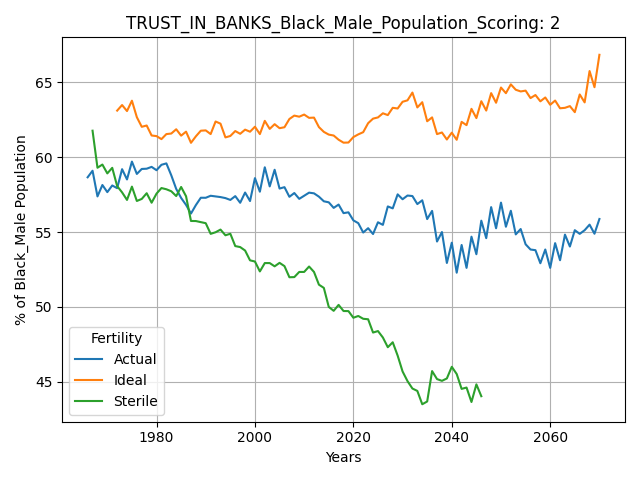 TRUST_IN_BANKS_Black_Male_Population_Scoring: 2
% of Black_Male Population
65
60
55
50
45
Fertility
Actual
Ideal
Sterile
1980 2000 2020 2040 2060
Years